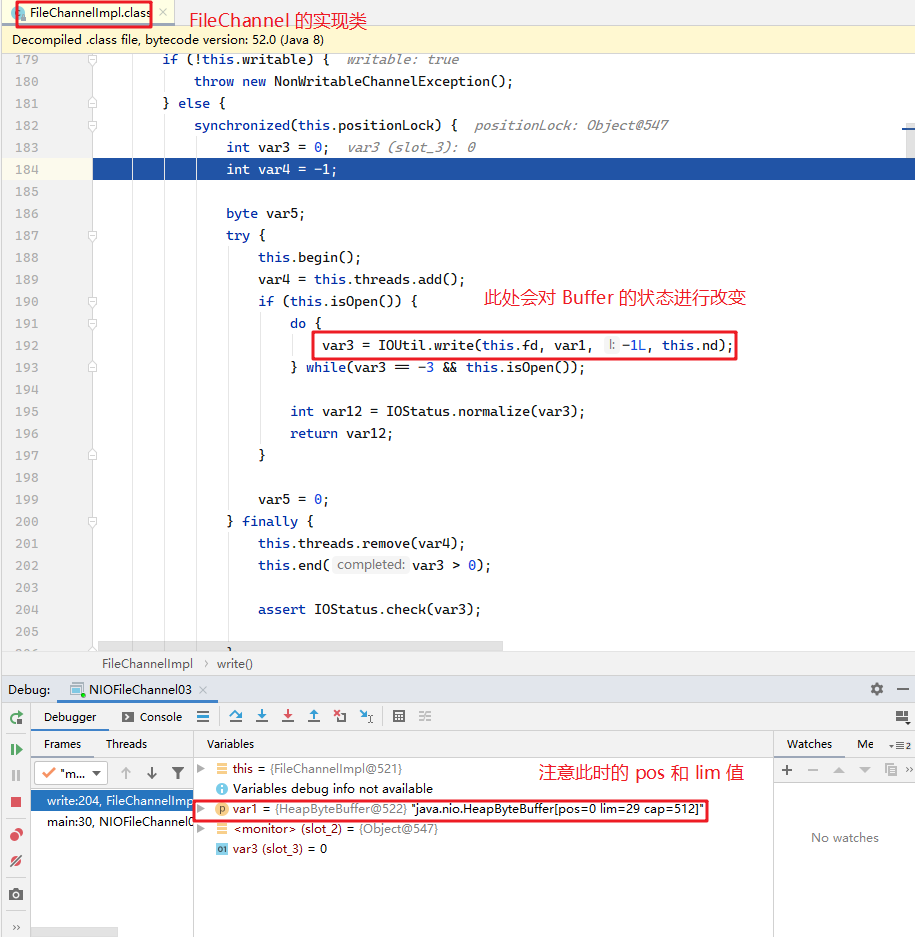 FileChannelImpl.class
FileChannel 的实现类
Decompiled .class file, bytecode version: 52.0 (Java 8)
179 if (!this.writable) { writable: true
180 throw new NonWritableChannelException();
181 } else {
182 synchronized(this.positionLock) { positionLock: Object@547
183 int var3 = 0; var3 (slot_3): 0
184 int var4 = -1;
185
186 byte var5;
187 try {
188 this.begin();
189 var4 = this.threads.add();
190 if (this.isOpen()) {
此处会对 Buffer 的状态进行改变
191 do {
192 var3 = IOUtil.write(this.fd, var1, l: -1L, this.nd);
193 } while(var3 == -3 && this.isOpen());
194
195 int var12 = IOStatus.normalize(var3);
196 return var12;
197 }
198
199 var5 = 0;
200 } finally {
201 this.threads.remove(var4);
202 this.end( completed: var3 > 0);
203
204 assert IOStatus.check(var3);
205
FileChannelImpl › write()
Debug: NIOFileChannel03
Debugger Console
Frames Threads Variables Watches Me 2
"m...
this = {FileChannelImpl@521}
注意此时的 pos 和 lim 值
Variables debug info not available
write:204, FileChannelImp
var1 = {HeapByteBuffer@522} "java.nio.HeapByteBuffer[pos=0 lim=29 cap=512]"
main:30, NIOFileChannel0
<monitor> (slot_2) = {Object@547}
var3 (slot_3) = 0
No watches